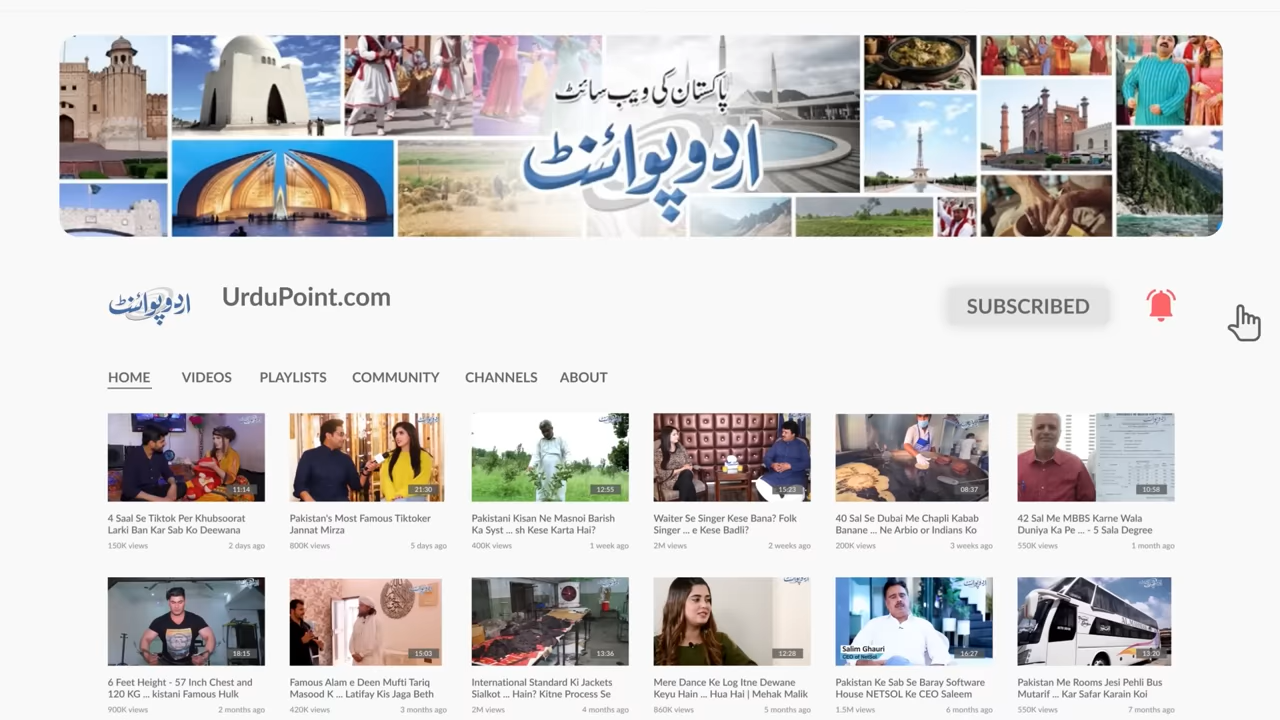 پاکستان کی ویب سائٹ
اردو پوائنٹ
اردو پوائنٹ
UrduPoint.com
SUBSCRIBED
HOME VIDEOS PLAYLISTS COMMUNITY CHANNELS ABOUT
11:14 21:30 12:55 15:23 08:37 10:58
4 Saal Se Tiktok Per Khubsoorat
Larki Ban Kar Sab Ko Deewana
150K views 2 days ago
Pakistan's Most Famous Tiktoker
Jannat Mirza
800K views 5 days ago
Pakistani Kisan Ne Masnoi Barish
Ka Syst ... sh Kese Karta Hai?
400K views 1 week ago
Waiter Se Singer Kese Bana? Folk
Singer ... e Kese Badli?
2M views 2 weeks ago
40 Sal Se Dubai Me Chapli Kabab
Banane ... Ne Arbio or Indians Ko
200K views 3 weeks ago
42 Sal Me MBBS Karne Wala
Duniya Ka Pe ... - 5 Sala Degree
550K views 1 month ago
Salim Ghauri
CEO of NetSol
18:15 15:03 13:36 12:28 16:27 13:20
6 Feet Height - 57 Inch Chest and
120 KG ... kistani Famous Hulk
900K views 2 months ago
Famous Alam e Deen Mufti Tariq
Masood K ... Latifay Kis Jaga Beth
420K views 3 months ago
International Standard Ki Jackets
Sialkot ... Hain? Kitne Process Se
2M views 4 months ago
Mere Dance Ke Log Itne Dewane
Keyu Hain ... Hua Hai | Mehak Malik
860K views 5 months ago
Pakistan Ke Sab Se Baray Software
House NETSOL Ke CEO Saleem
1.5M views 6 months ago
Pakistan Me Rooms Jesi Pehli Bus
Mutarif ... Kar Safar Karain Koi
550K views 7 months ago